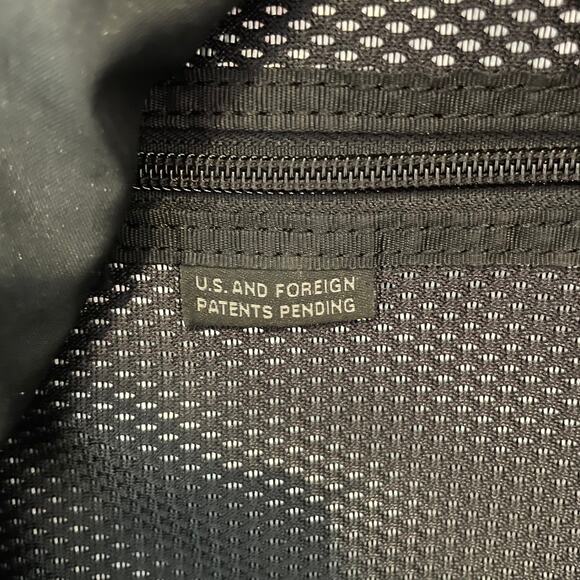 U.S. AND FOREIGN
PATENTS PENDING